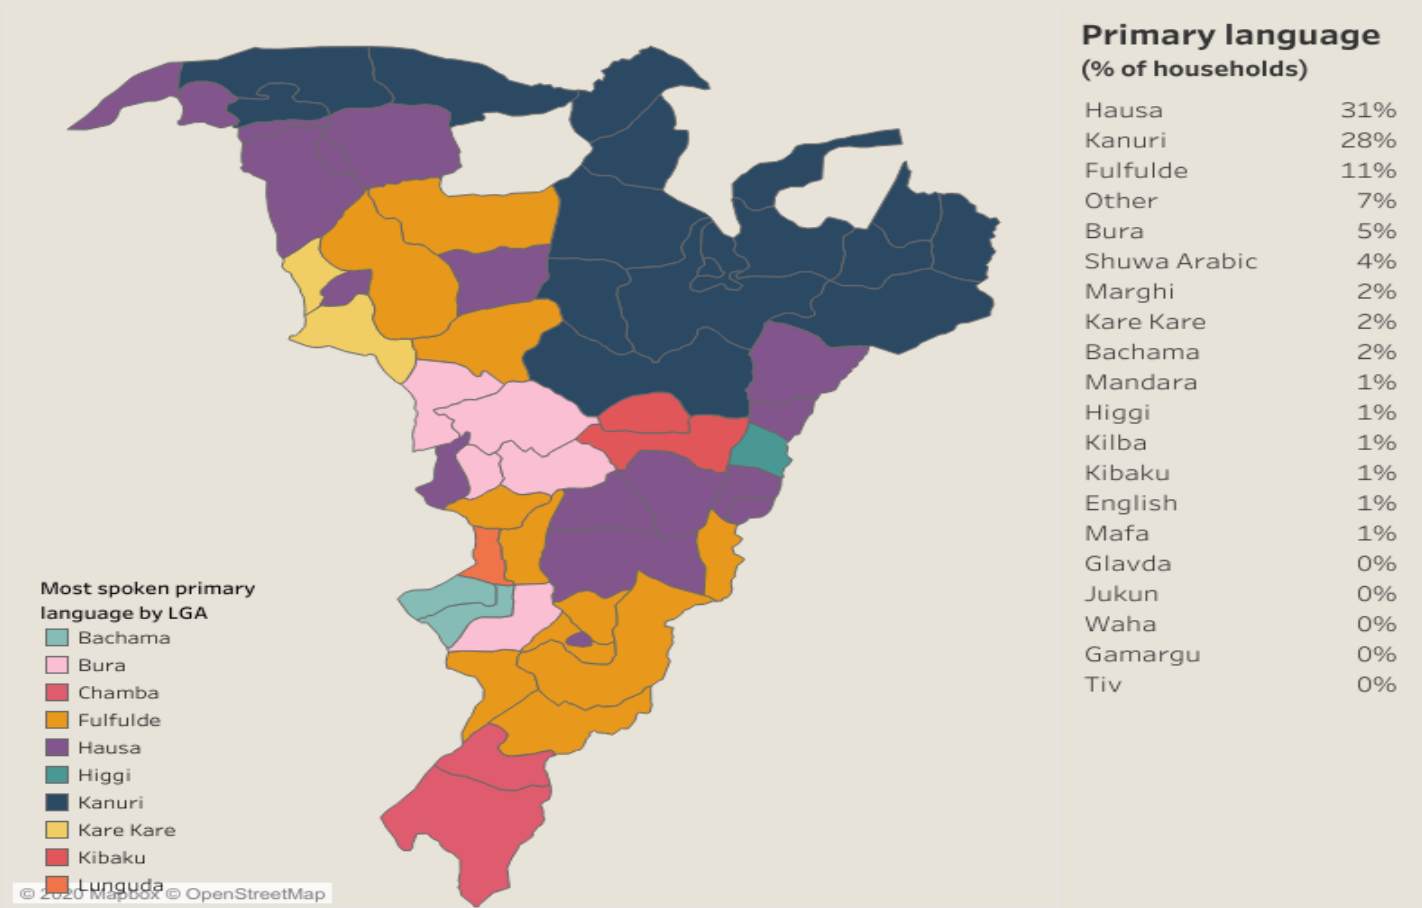 Primary language
(% of households)
Hausa 31%
Kanuri 28%
Fulfulde 11%
Other 7%
Bura 5%
Shuwa Arabic 4%
Marghi 2%
Kare Kare 2%
Bachama 2%
Mandara 1%
Higgi 1%
Kilba 1%
Kibaku 1%
English 1%
Mafa 1%
Glavda 0%
Jukun 0%
Waha 0%
Gamargu 0%
Tiv 0%
Most spoken primary
language by LGA
Bachama
Bura
Chamba
Fulfulde
Hausa
Higgi
Kanuri
Kare Kare
Kibaku
Lunguda
© 2020 Mapbox © OpenStreetMap